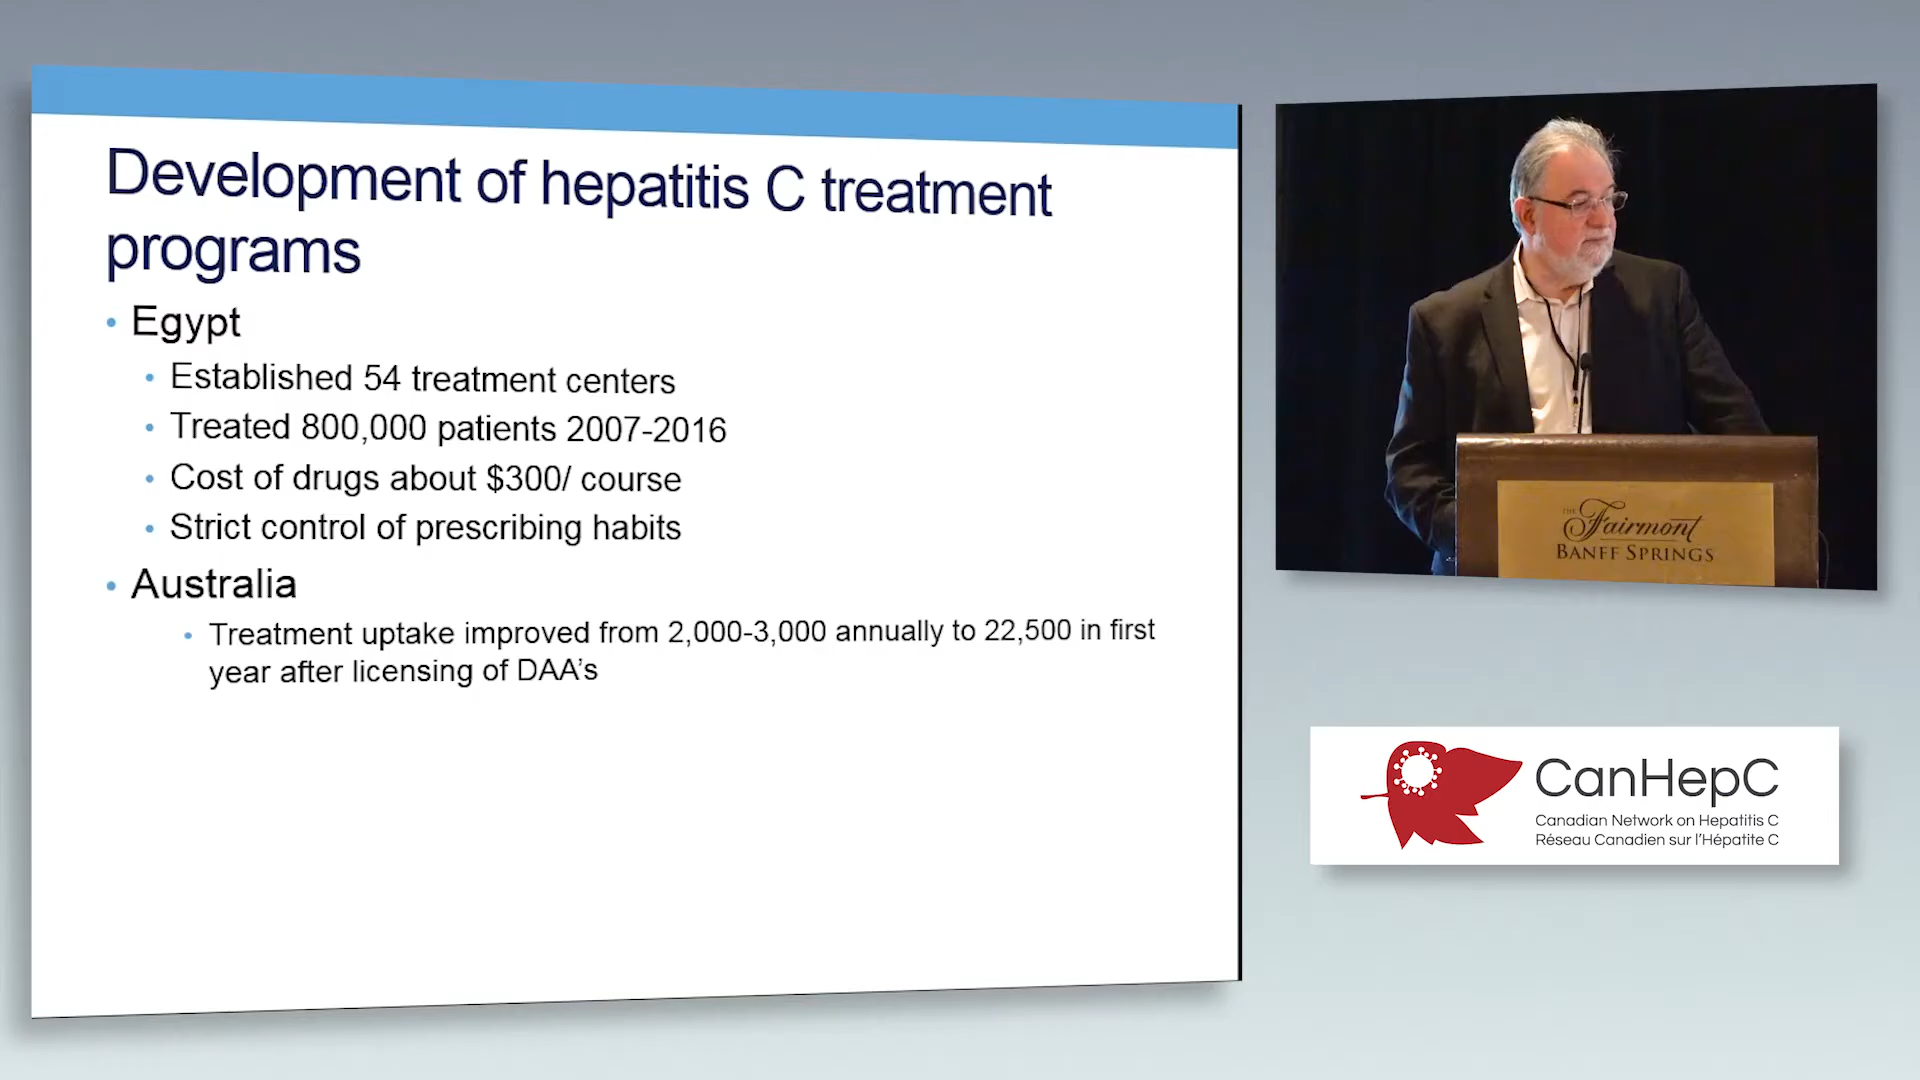 Development of hepatitis C treatment
programs
• Egypt
• Established 54 treatment centers
• Treated 800,000 patients 2007-2016
• Cost of drugs about $300/ course
• Strict control of prescribing habits
• Australia
• Treatment uptake improved from 2,000-3,000 annually to 22,500 in first
year after licensing of DAA’s
THE
Fairmont
BANFF SPRINGS
CanHepC
Canadian Network on Hepatitis C
Réseau Canadien sur l’Hépatite C